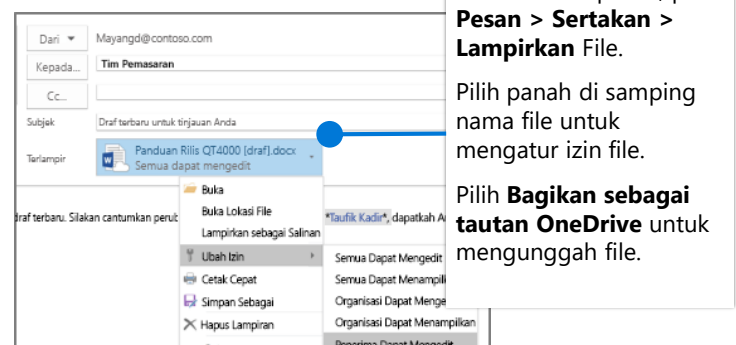 Dari
Mayangd@contoso.com
Kepada...
Tim Pemasaran
Cc...
Subjek
Draf terbaru untuk tinjauan Anda
Terlampir
Panduan Rilis QT4000 [draf].docx
Semua dapat mengedit
draf terbaru. Silakan cantumkan perub
*Taufik Kadir*, dapatkah A
Buka
Buka Lokasi File
Lampirkan sebagai Salinan
Ubah Izin
Cetak Cepat
Simpan Sebagai
Hapus Lampiran
Semua Dapat Mengedit
Semua Dapat Menampil
Organisasi Dapat Menge
Organisasi Dapat Menampilkan
Penerima Dapat Mengedit
Pesan > Sertakan >
Lampirkan File.
Pilih panah di samping
nama file untuk
mengatur izin file.
Pilih Bagikan sebagai
tautan OneDrive untuk
mengunggah file.